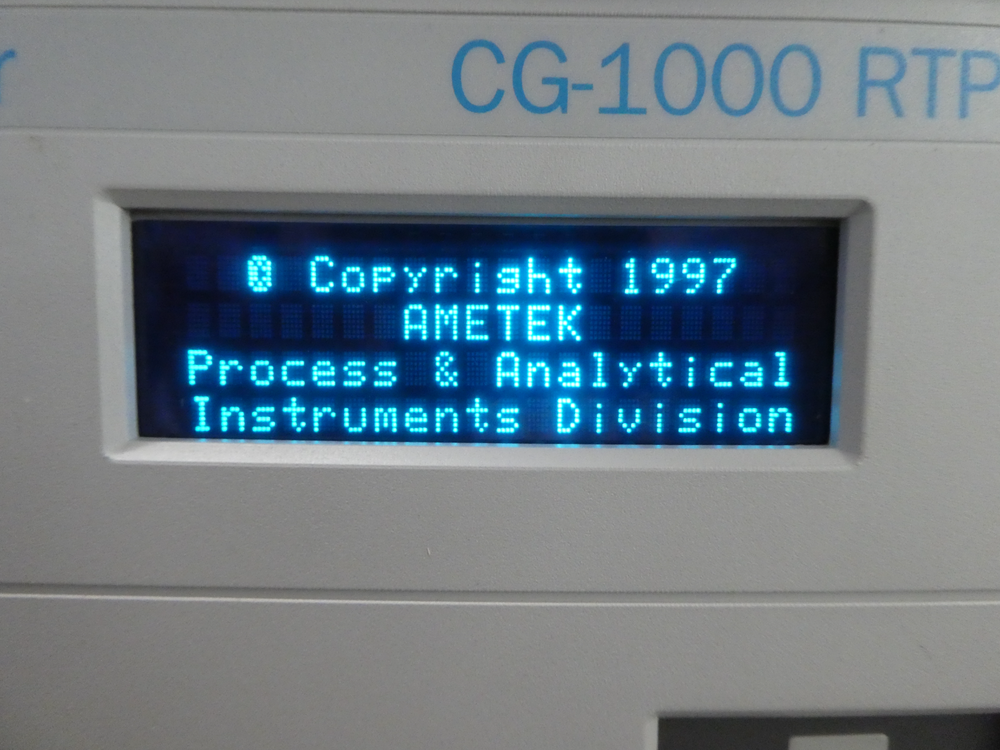 r CG-1000 RTP
© Copyright 1997
AMETEK
Process & Analytical
Instruments Division